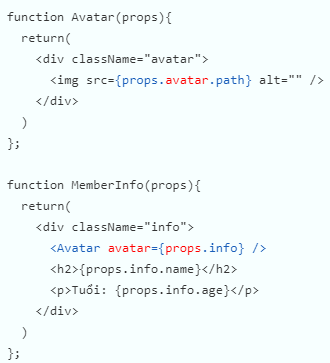 function Avatar(props){
  return(
    <div className="avatar">
      <img src={props.avatar.path} alt="" />
    </div>
  )
};

function MemberInfo(props){
  return(
    <div className="info">
      <Avatar avatar={props.info} />
      <h2>{props.info.name}</h2>
      <p>Tuổi: {props.info.age}</p>
    </div>
  )
};